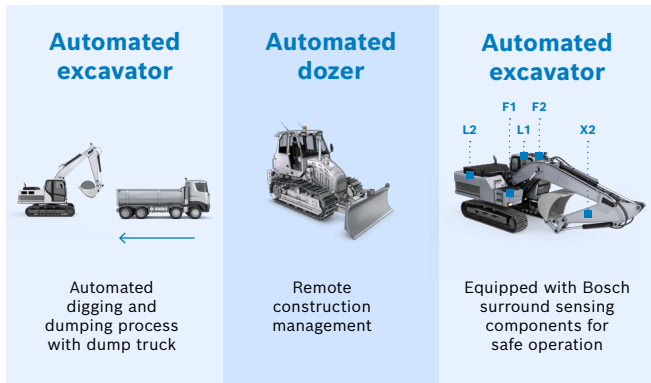 Automated
excavator
Automated
digging and
dumping process
with dump truck
Automated
dozer
Remote
construction
management
Automated
excavator
F1 F2
L2 L1 X2
Equipped with Bosch
surround sensing
components for
safe operation